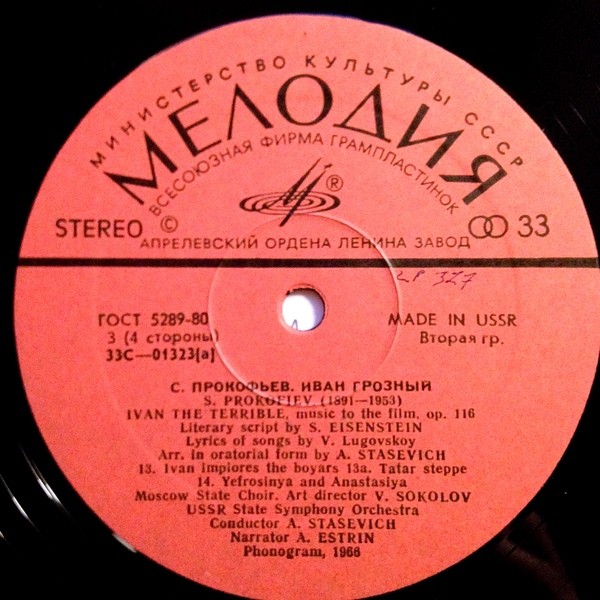 МИНИСТЕРСТВО КУЛЬТУРЫ СССР
МЕЛОДИЯ
ВСЕСОЮЗНАЯ ФИРМА ГРАМПЛАСТИНОК
®
STEREO © 33
АПРЕЛЕВСКИЙ ОРДЕНА ЛЕНИНА ЗАВОД
LP 327
ГОСТ 5289-80 MADE IN USSR
3 (4 стороны) Вторая гр.
33С—01323(а)
С. ПРОКОФЬЕВ. ИВАН ГРОЗНЫЙ
S. PROKOFIEV (1891—1953)
IVAN THE TERRIBLE, music to the film, op. 116
Literary script by S. EISENSTEIN
Lyrics of songs by V. Lugovskoy
Arr. in oratorial form by A. STASEVICH
13. Ivan implores the boyars 13a. Tatar steppe
14. Yefrosinya and Anastasiya
Moscow State Choir. Art director V. SOKOLOV
USSR State Symphony Orchestra
Conductor A. STASEVICH
Narrator A. ESTRIN
Phonogram, 1966